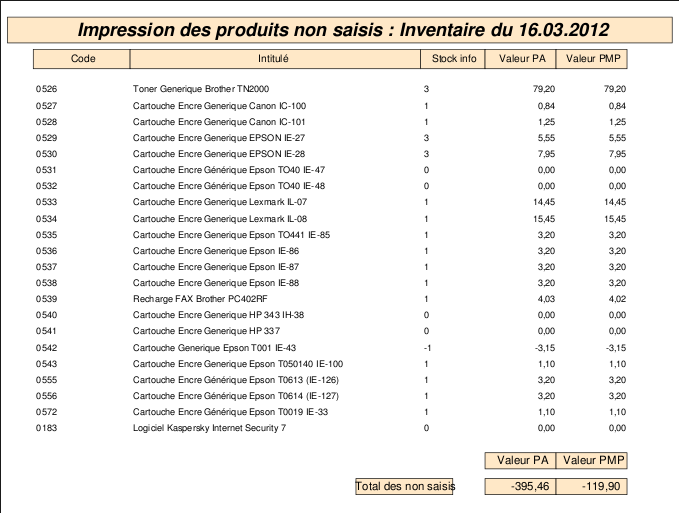 Impression des produits non saisis : Inventaire du 16.03.2012
Code Intitulé Stock info Valeur PA Valeur PMP
0526 Toner Generique Brother TN2000 3 79,20 79,20
0527 Cartouche Encre Generique Canon IC-100 1 0,84 0,84
0528 Cartouche Encre Generique Canon IC-101 1 1,25 1,25
0529 Cartouche Encre Generique EPSON IE-27 3 5,55 5,55
0530 Cartouche Encre Generique EPSON IE-28 3 7,95 7,95
0531 Cartouche Encre Générique Epson TO40 IE-47 0 0,00 0,00
0532 Cartouche Encre Générique Epson TO40 IE-48 0 0,00 0,00
0533 Cartouche Encre Generique Lexmark IL-07 1 14,45 14,45
0534 Cartouche Encre Generique Lexmark IL-08 1 15,45 15,45
0535 Cartouche Encre Generique Epson TO441 IE-85 1 3,20 3,20
0536 Cartouche Encre Generique Epson IE-86 1 3,20 3,20
0537 Cartouche Encre Generique Epson IE-87 1 3,20 3,20
0538 Cartouche Encre Generique Epson IE-88 1 3,20 3,20
0539 Recharge FAX Brother PC402RF 1 4,03 4,02
0540 Cartouche Encre Generique HP 343 IH-38 0 0,00 0,00
0541 Cartouche Encre Generique HP 337 0 0,00 0,00
0542 Cartouche Generique Epson T001 IE-43 -1 -3,15 -3,15
0543 Cartouche Encre Generique Epson T050140 IE-100 1 1,10 1,10
0555 Cartouche Encre Générique Epson T0613 (IE-126) 1 3,20 3,20
0556 Cartouche Encre Générique Epson T0614 (IE-127) 1 3,20 3,20
0572 Cartouche Encre Générique Epson T0019 IE-33 1 1,10 1,10
0183 Logiciel Kaspersky Internet Security 7 0 0,00 0,00
Valeur PA Valeur PMP
Total des non saisis -395,46 -119,90